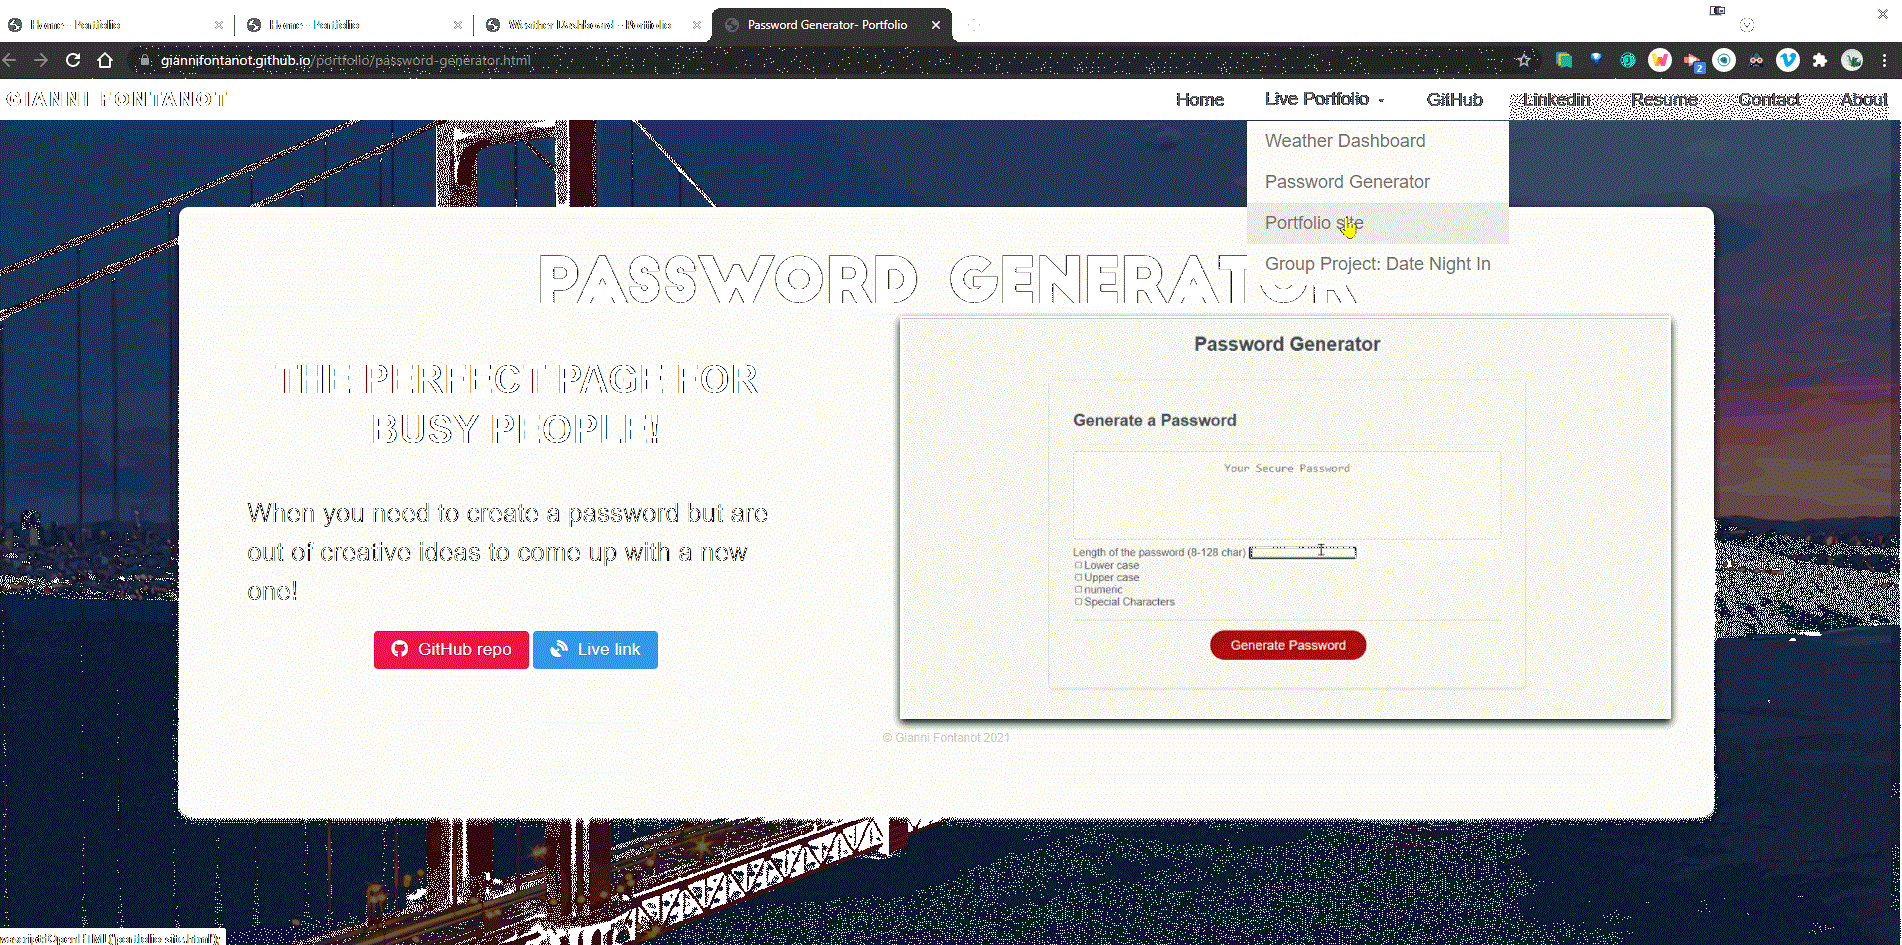 Home - Portfolio
Home - Portfolio
Weather Dashboard - Portfolio
Password Generator- Portfolio
giannifontanot.github.io/portfolio/password-generator.html
2
GIANNI FONTANOT
Home
Live Portfolio
GitHub
Linkedin
Resume
Contact
About
Weather Dashboard
Password Generator
Portfolio site
Group Project: Date Night In
PASSWORD GENERATOR
THE PERFECT PAGE FOR
BUSY PEOPLE!
When you need to create a password but are
out of creative ideas to come up with a new
one!
GitHub repo
Live link
Password Generator
Generate a Password
Your Secure Password
Length of the password (8-128 char)
Lower case
Upper case
numeric
Special Characters
Generate Password
© Gianni Fontanot 2021